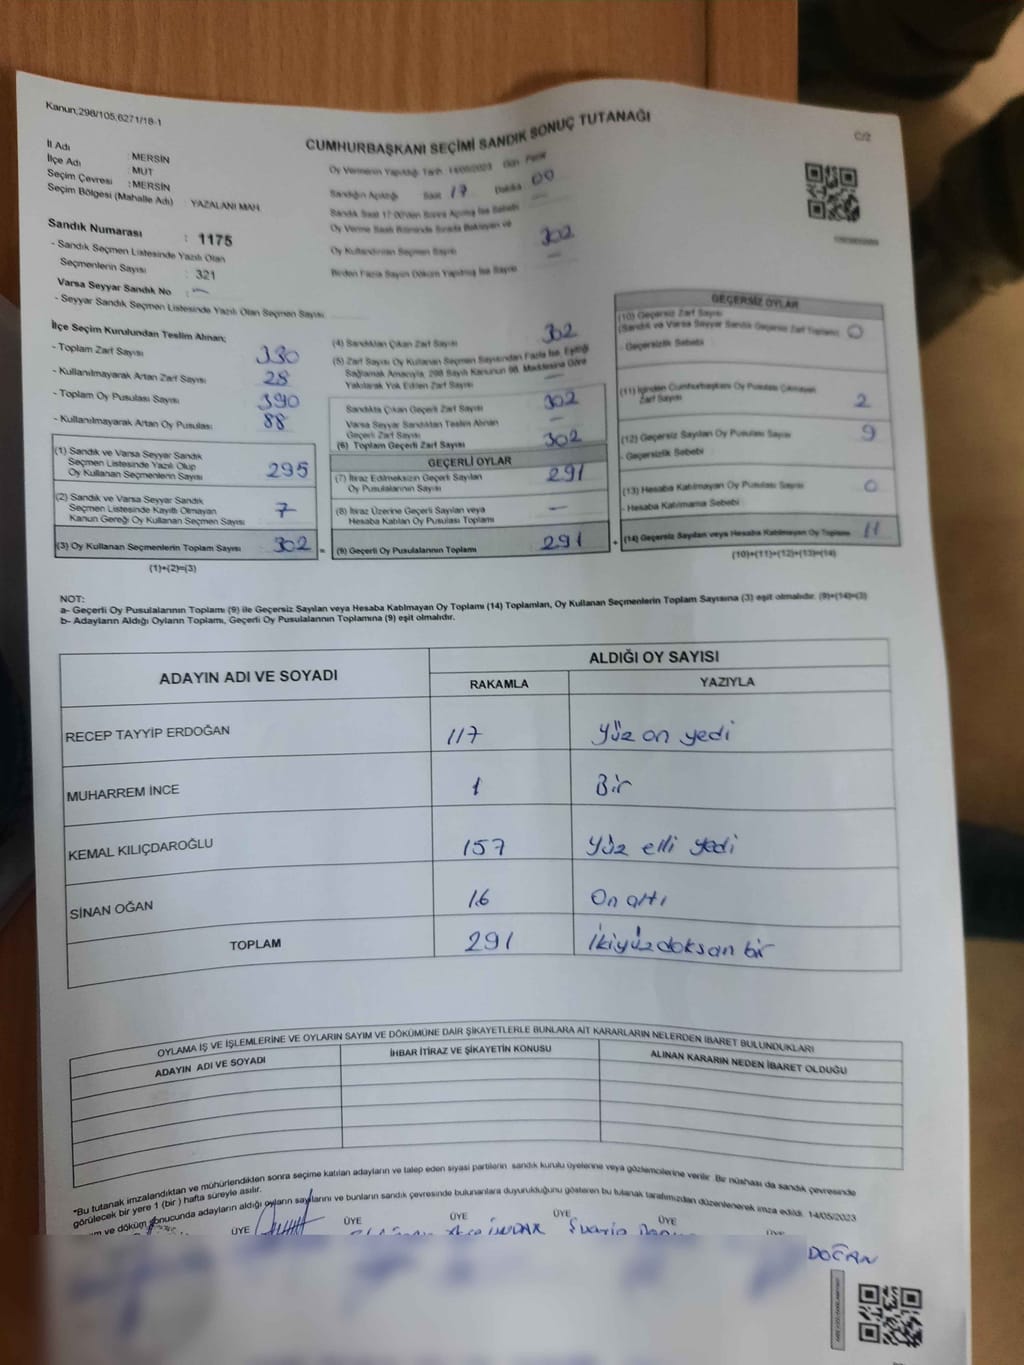 Kanun;298/105,6271/18-1
CUMHURBAŞKANI SEÇİMİ SANDIK SONUÇ TUTANAĞI
C/2
İl Adı : MERSİN
İlçe Adı : MUT
Seçim Çevresi : MERSİN
Seçim Bölgesi (Mahalle Adı) : YAZALANI MAH.
Sandık Numarası : 1175
- Sandık Seçmen Listesinde Yazılı Olan
Seçmenlerin Sayısı : 321
Varsa Seyyar Sandık No : —
- Seyyar Sandık Seçmen Listesinde Yazılı Olan Seçmen Sayısı
Oy Vermenin Yapıldığı Tarih: 14/05/2023 Gün: Pazar
Sandığın Açıldığı Saat 17 Dakika 00
Sandık Saat 17:00'den Sonra Açılmış İse Sebebi —
Oy Verme Saati Bitiminde Sırada Bekleyen ve
Oy Kullandırılan Seçmen Sayısı 302
Birden Fazla Sayım Döküm Yapılmış İse Sayısı —
İlçe Seçim Kurulundan Teslim Alınan;
- Toplam Zarf Sayısı 330
- Kullanılmayarak Artan Zarf Sayısı 28
- Toplam Oy Pusulası Sayısı 390
- Kullanılmayarak Artan Oy Pusulası 88
(1) Sandık ve Varsa Seyyar Sandık
Seçmen Listesinde Yazılı Olup
Oy Kullanan Seçmenlerin Sayısı 295
(2) Sandık ve Varsa Seyyar Sandık
Seçmen Listesinde Kayıtlı Olmayan
Kanun Gereği Oy Kullanan Seçmen Sayısı 7
(3) Oy Kullanan Seçmenlerin Toplam Sayısı 302 =
(1)+(2)=(3)
(4) Sandıktan Çıkan Zarf Sayısı 302
(5) Zarf Sayısı Oy Kullanan Seçmen Sayısından Fazla İse, Eşitliği
Sağlamak Amacıyla, 298 Sayılı Kanunun 98. Maddesine Göre
Yakılarak Yok Edilen Zarf Sayısı —
Sandıkta Çıkan Geçerli Zarf Sayısı 302
Varsa Seyyar Sandıktan Teslim Alınan
Geçerli Zarf Sayısı —
(6) Toplam Geçerli Zarf Sayısı 302
GEÇERLİ OYLAR
(7) İtiraz Edilmeksizin Geçerli Sayılan
Oy Pusulalarının Sayısı 291
(8) İtiraz Üzerine Geçerli Sayılan veya
Hesaba Katılan Oy Pusulası Toplamı —
(9) Geçerli Oy Pusulalarının Toplamı 291 +
GEÇERSİZ OYLAR
(10) Geçersiz Zarf Sayısı
(Sandık ve Varsa Seyyar Sandık Geçersiz Zarf Toplamı) 0
- Geçersizlik Sebebi
(11) İçinden Cumhurbaşkanı Oy Pusulası Çıkmayan
Zarf Sayısı 2
(12) Geçersiz Sayılan Oy Pusulası Sayısı 9
- Geçersizlik Sebebi
(13) Hesaba Katılmayan Oy Pusulası Sayısı 0
- Hesaba Katılmama Sebebi
(14) Geçersiz Sayılan veya Hesaba Katılmayan Oy Toplamı 11
(10)+(11)+(12)+(13)=(14)
NOT:
a- Geçerli Oy Pusulalarının Toplamı (9) ile Geçersiz Sayılan veya Hesaba Katılmayan Oy Toplamı (14) Toplamları, Oy Kullanan Seçmenlerin Toplam Sayısına (3) eşit olmalıdır. (9)+(14)=(3)
b- Adayların Aldığı Oyların Toplamı, Geçerli Oy Pusulalarının Toplamına (9) eşit olmalıdır.
ADAYIN ADI VE SOYADI ALDIĞI OY SAYISI
RAKAMLA YAZIYLA
RECEP TAYYİP ERDOĞAN 117 Yüz on yedi
MUHARREM İNCE 1 Bir
KEMAL KILIÇDAROĞLU 157 Yüz elli yedi
SİNAN OĞAN 16 On altı
TOPLAM 291 İkiyüzdoksan bir
OYLAMA İŞ VE İŞLEMLERİNE VE OYLARIN SAYIM VE DÖKÜMÜNE DAİR ŞİKAYETLERLE BUNLARA AİT KARARLARIN NELERDEN İBARET BULUNDUKLARI
ADAYIN ADI VE SOYADI İHBAR İTİRAZ VE ŞİKAYETİN KONUSU ALINAN KARARIN NEDEN İBARET OLDUĞU
*Bu tutanak imzalandıktan ve mühürlendikten sonra seçime katılan adayların ve talep eden siyasi partilerin sandık kurulu üyelerine veya gözlemcilerine verilir. Bir nüshası da sandık çevresinde
görülecek bir yere 1 (bir) hafta süreyle asılır.
ve döküm sonucunda adayların aldığı oyların sayılarını ve bunların sandık çevresinde bulunanlara duyurulduğunu gösteren bu tutanak tarafımızdan düzenlenerek imza edildi. 14/05/2023
ÜYE ÜYE ÜYE ÜYE ÜYE
DOĞAN